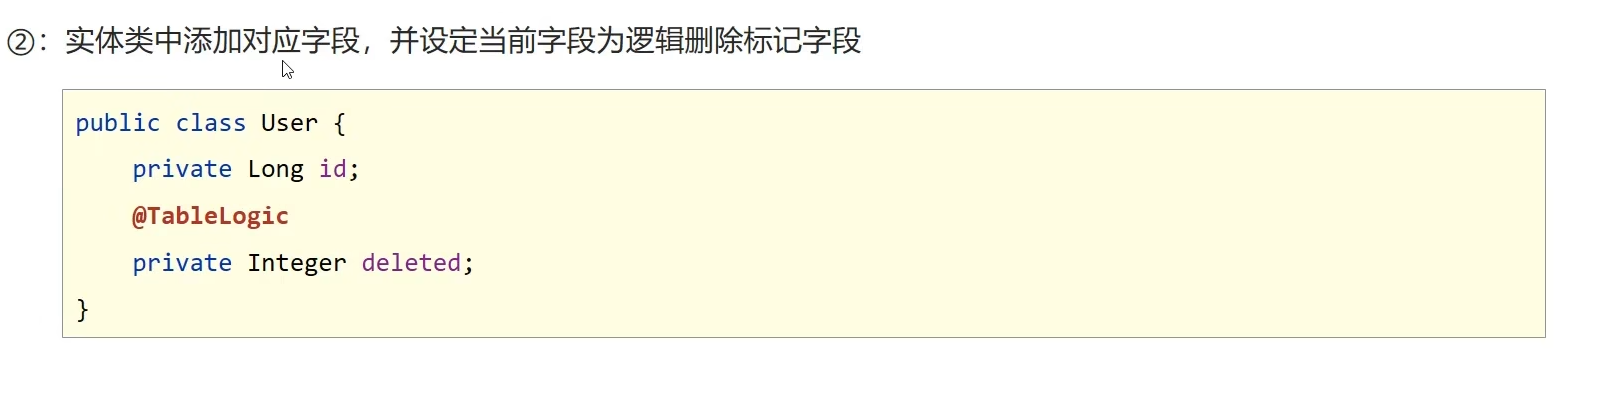 ②：实体类中添加对应字段，并设定当前字段为逻辑删除标记字段
public class User {
    private Long id;
    @TableLogic
    private Integer deleted;
}